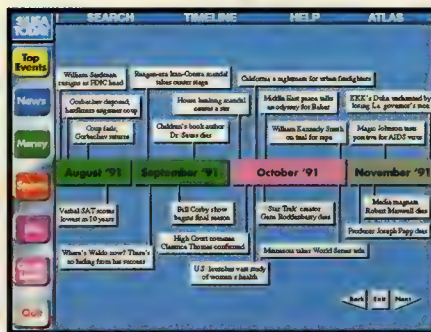 USA
TODAY
SEARCH
TIMELINE
HELP
ATLAS
Top
Events
News
Money
Quit
William Seidman
resigns as FDIC head
Gorbachev deposed,
hardliners engineer coup
Coup fails;
Gorbachev returns
Reagan-era Iran-Contra scandal
takes center stage
House banking scandal
causes a stir
Children's book author
Dr. Seuss dies
California a nightmare for urban firefighters
Middle East peace talks
an odyssey for Baker
William Kennedy Smith
on trial for rape
KKK's Duke unchanted by
losing La. governor's race
Magic Johnson tests
positive for AIDS virus
August '91
September '91
October '91
November '91
Verbal SAT scores
lowest in 10 years
Where's Waldo now? There's
no hiding from his success
Bill Cosby show
begins final season
High Court nominee
Clarence Thomas confirmed
U.S. launches vast study
of women's health
'Star Trek' creator
Gene Roddenberry dies
Minnesota takes World Series title
Media magnate
Robert Maxwell dies
Producer Joseph Papp dies
Back
Exit
Next